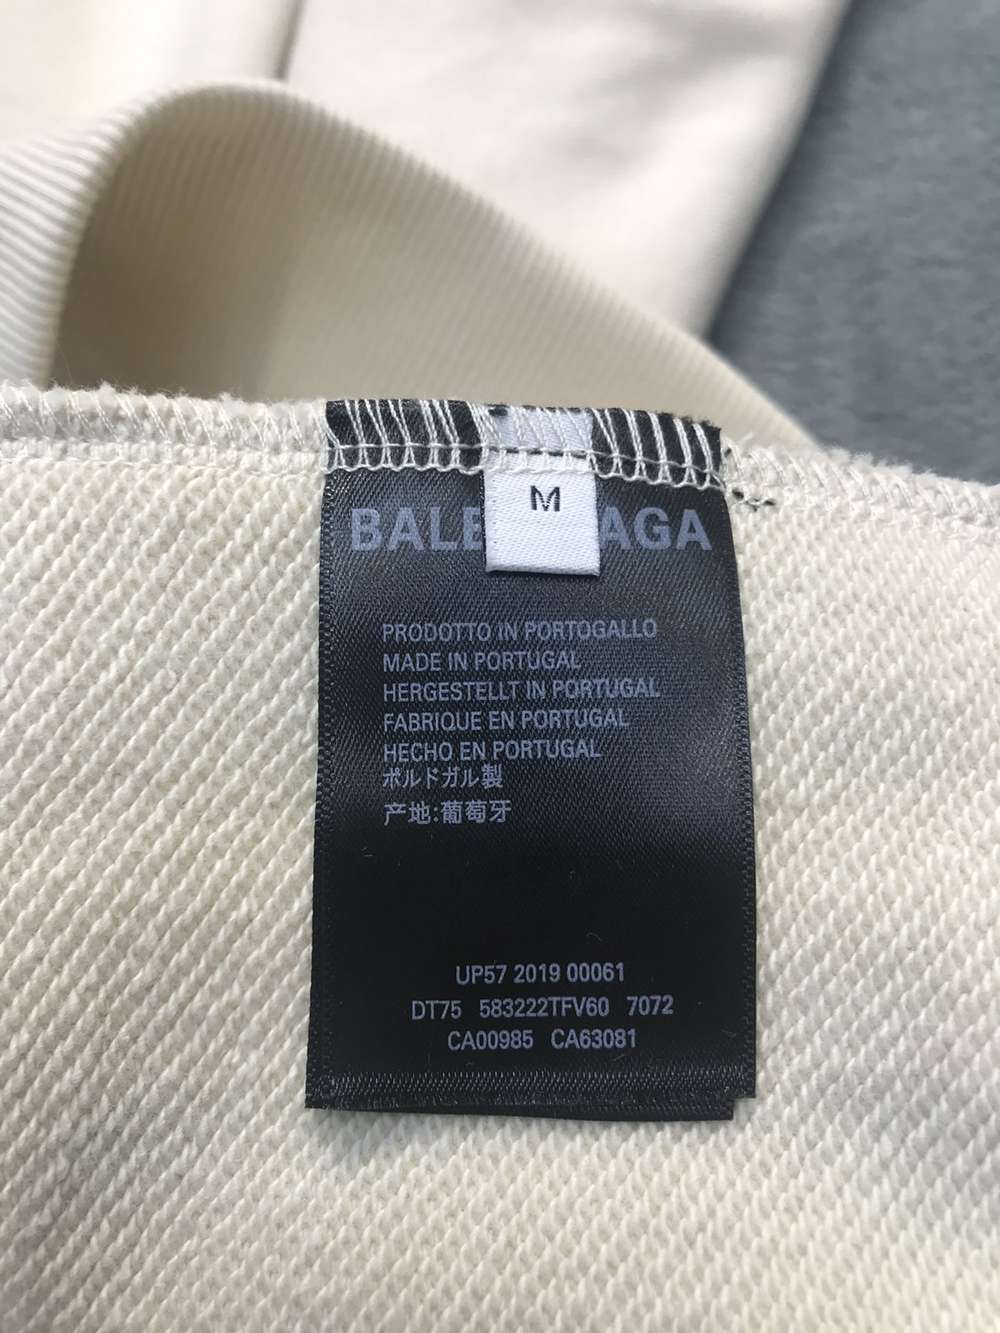 M
BALE AGA
PRODOTTO IN PORTOGALLO
MADE IN PORTUGAL
HERGESTELLT IN PORTUGAL
FABRIQUE EN PORTUGAL
HECHO EN PORTUGAL
ポルドガル製
产地:葡萄牙
UP57 2019 00061
DT75 583222TFV60 7072
CA00985 CA63081